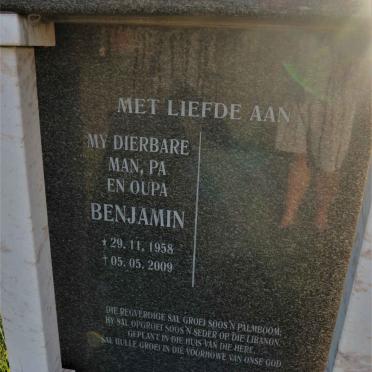 MET LIEFDE AAN
MY DIERBARE
MAN, PA
EN OUPA
BENJAMIN
* 29. 11. 1958
† 05. 05. 2009
DIE REGVERDIGE SAL GROEI SOOS 'N PALMBOOM,
HY SAL OPGROEI SOOS 'N SEDER OP DIE LIBANON.
GEPLANT IN DIE HUIS VAN DIE HERE,
SAL HULLE GROEI IN DIE VOORHOWE VAN ONSE GOD